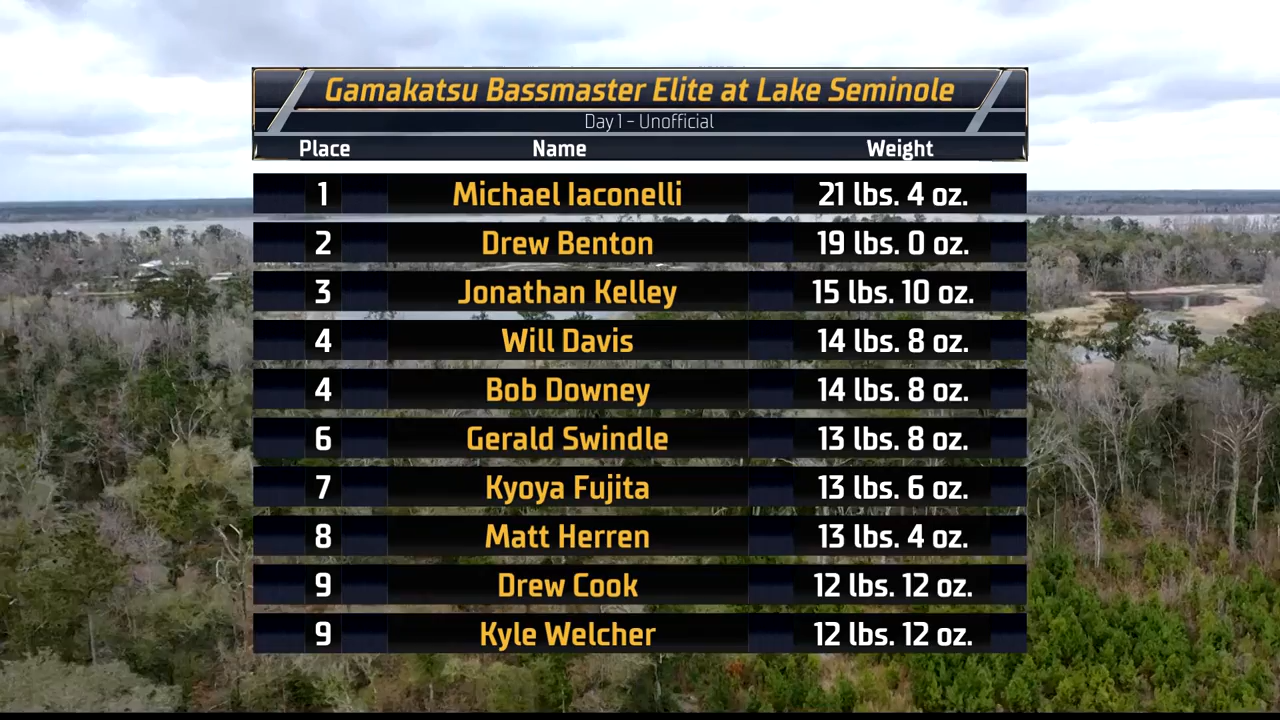 Gamakatsu Bassmaster Elite at Lake Seminole
Day 1 - Unofficial
Place Name Weight
1 Michael Iaconelli 21 lbs. 4 oz.
2 Drew Benton 19 lbs. 0 oz.
3 Jonathan Kelley 15 lbs. 10 oz.
4 Will Davis 14 lbs. 8 oz.
4 Bob Downey 14 lbs. 8 oz.
6 Gerald Swindle 13 lbs. 8 oz.
7 Kyoya Fujita 13 lbs. 6 oz.
8 Matt Herren 13 lbs. 4 oz.
9 Drew Cook 12 lbs. 12 oz.
9 Kyle Welcher 12 lbs. 12 oz.